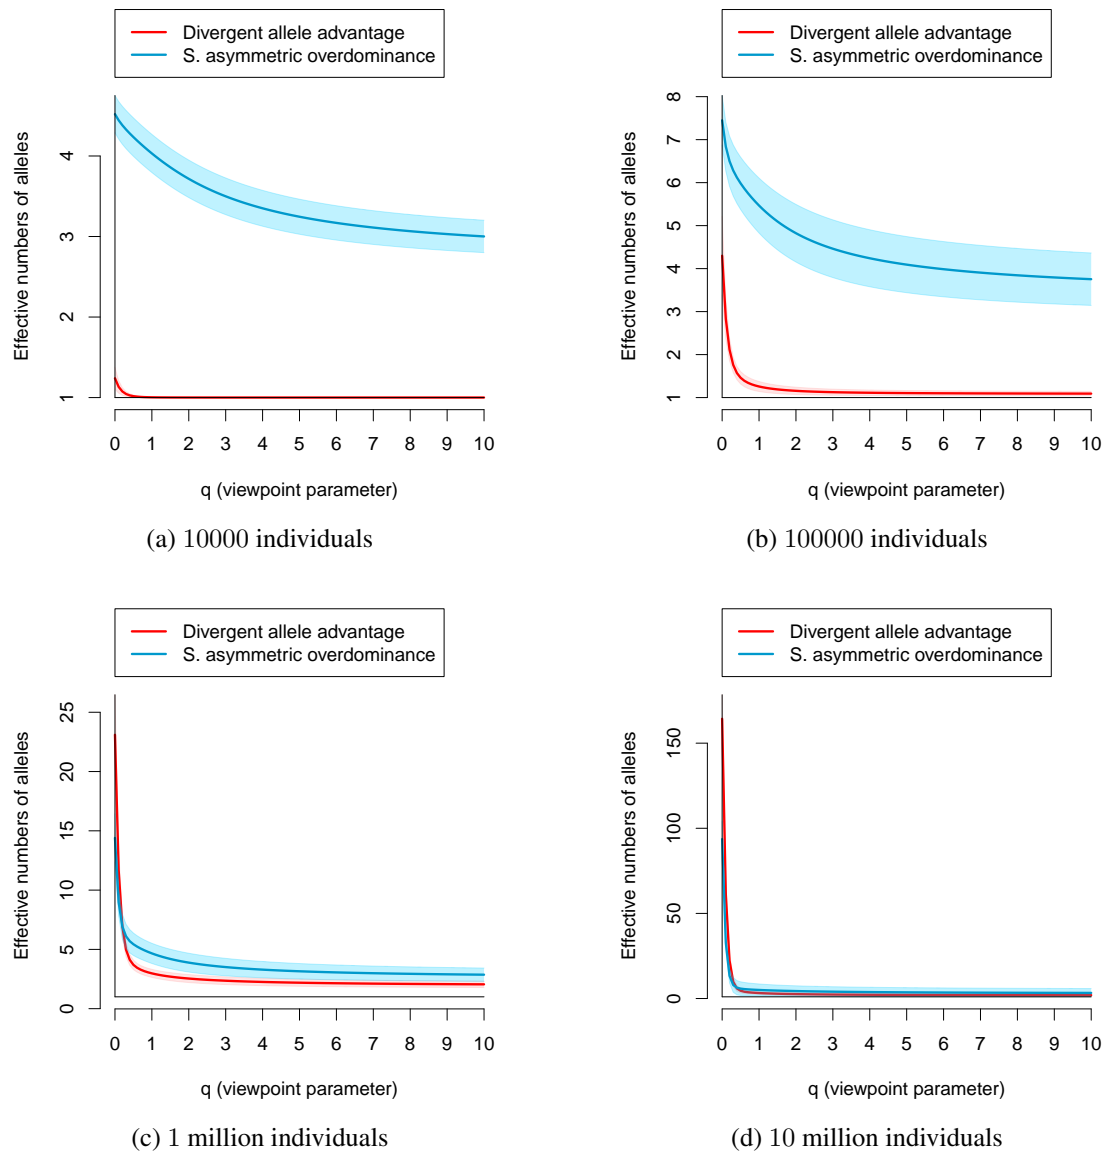 Divergent allele advantage
S. asymmetric overdominance
Effective numbers of alleles
4
3
2
1
0 1 2 3 4 5 6 7 8 9 10
q (viewpoint parameter)
(a) 10000 individuals
Divergent allele advantage
S. asymmetric overdominance
Effective numbers of alleles
8
7
6
5
4
3
2
1
0 1 2 3 4 5 6 7 8 9 10
q (viewpoint parameter)
(b) 100000 individuals
Divergent allele advantage
S. asymmetric overdominance
Effective numbers of alleles
25
20
15
10
5
0
0 1 2 3 4 5 6 7 8 9 10
q (viewpoint parameter)
(c) 1 million individuals
Divergent allele advantage
S. asymmetric overdominance
Effective numbers of alleles
150
100
50
0
0 1 2 3 4 5 6 7 8 9 10
q (viewpoint parameter)
(d) 10 million individuals